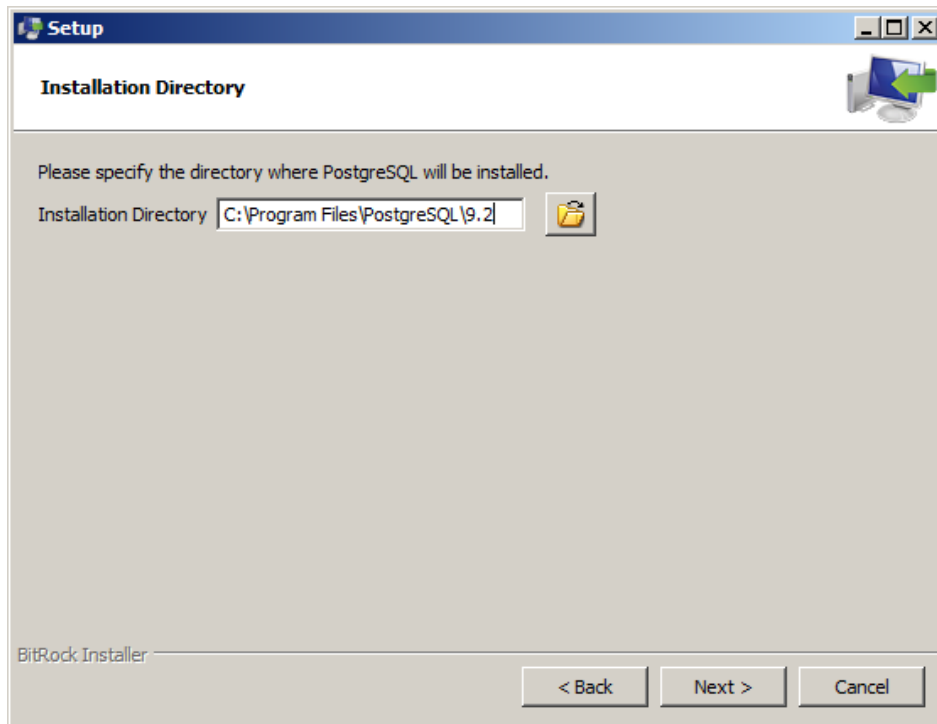 Setup
Installation Directory
Please specify the directory where PostgreSQL will be installed.
Installation Directory C:\Program Files\PostgreSQL\9.2
BitRock Installer
< Back Next > Cancel